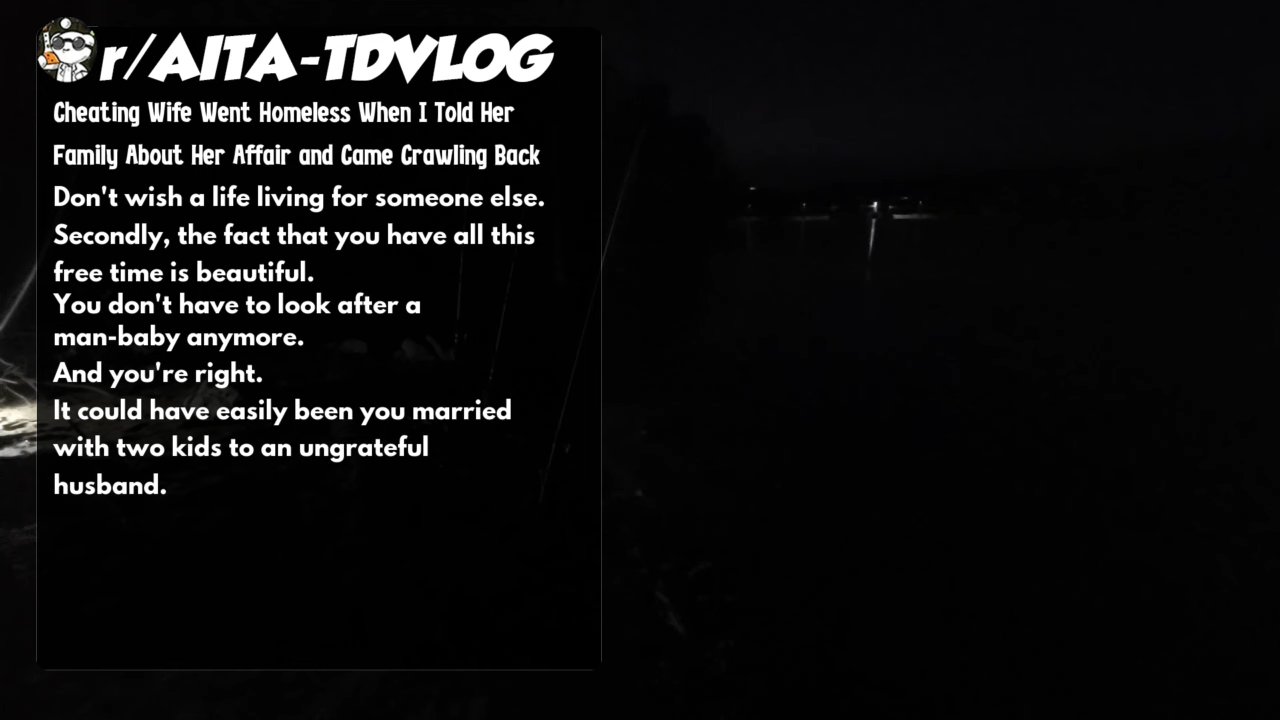 r/AITA-TDVLOG
Cheating Wife Went Homeless When I Told Her
Family About Her Affair and Came Crawling Back
Don't wish a life living for someone else.
Secondly, the fact that you have all this
free time is beautiful.
You don't have to look after a
man-baby anymore.
And you're right.
It could have easily been you married
with two kids to an ungrateful
husband.